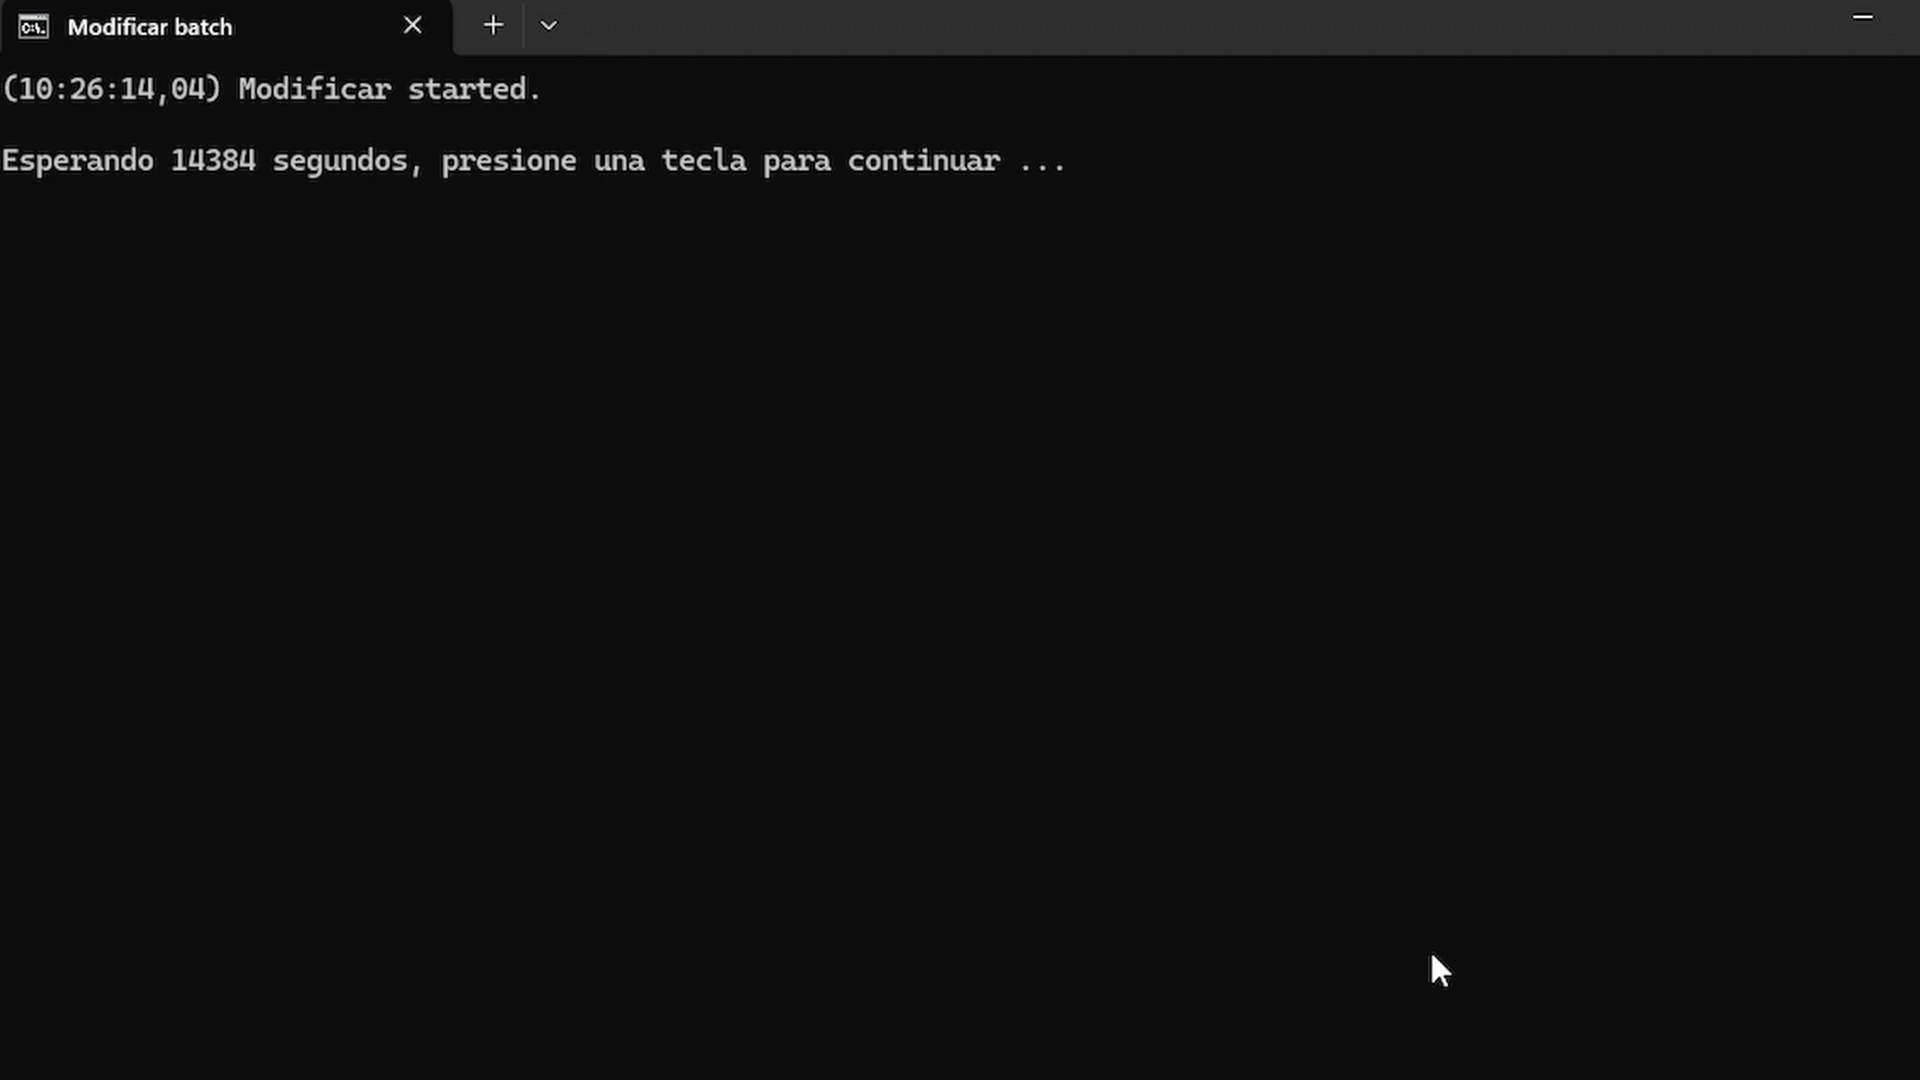 Modificar batch
(10:26:14,04) Modificar started.
Esperando 14384 segundos, presione una tecla para continuar ...